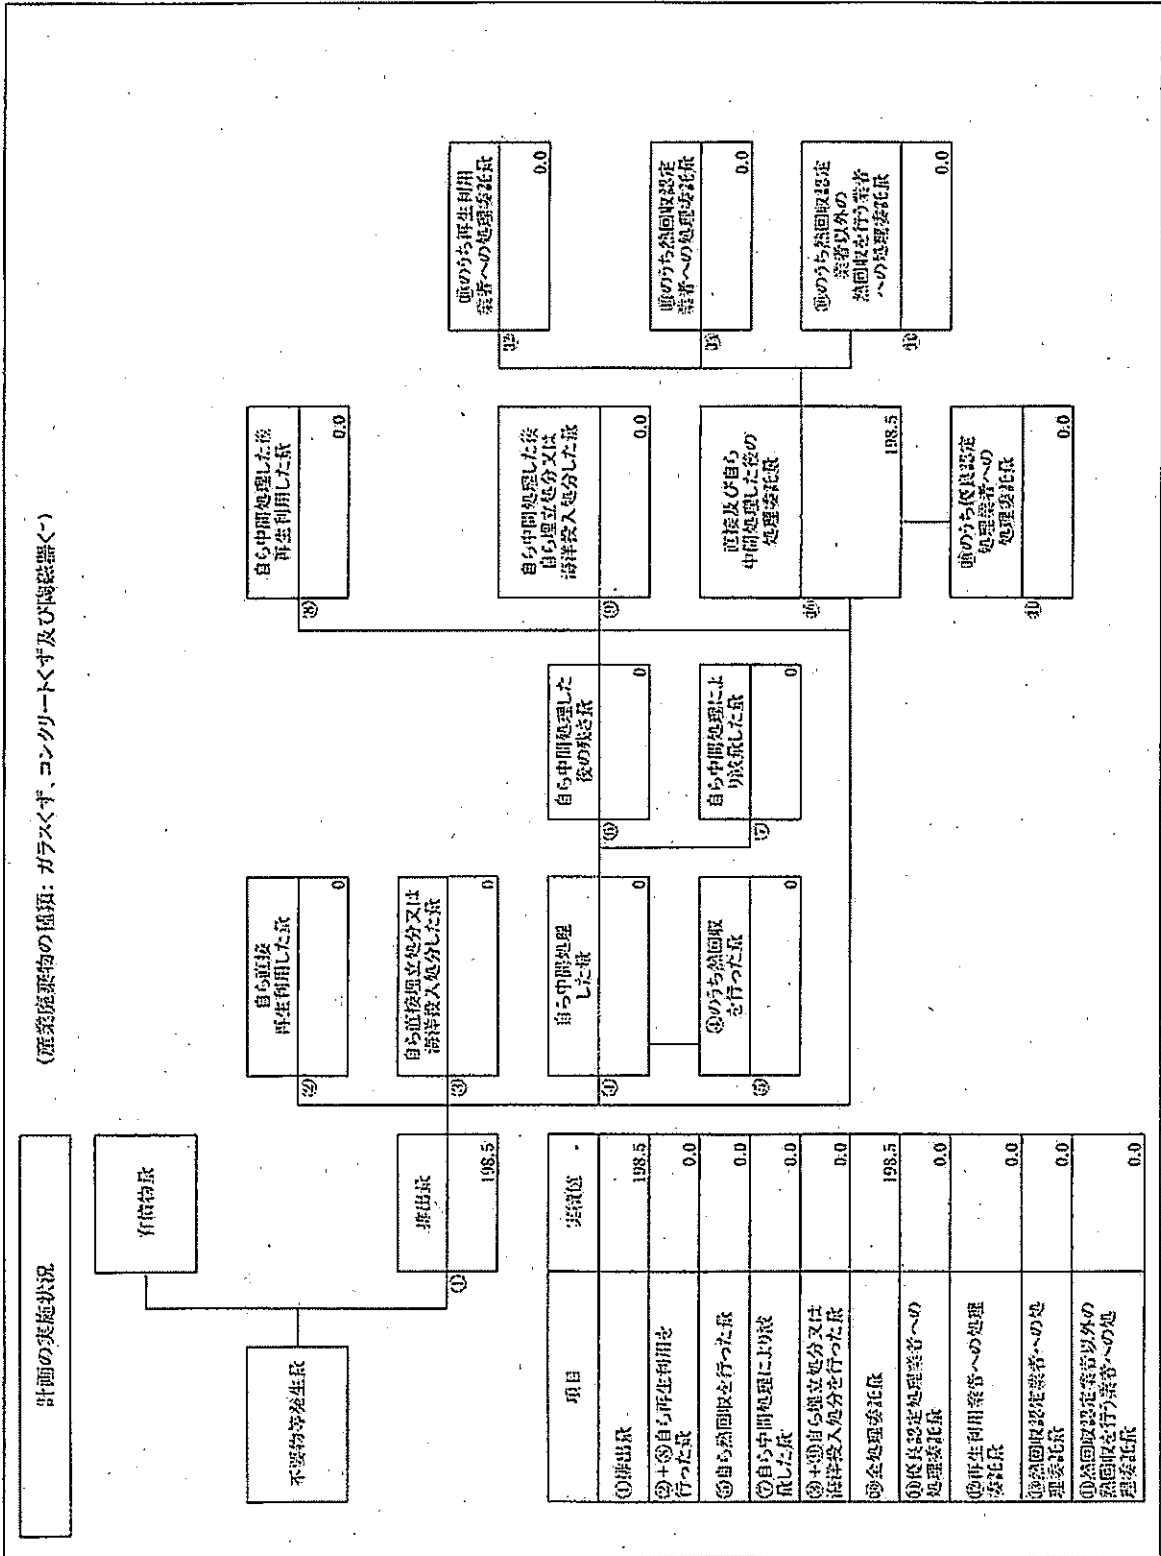 計画の実施状況
(産業廃棄物の種類: ガラスくず、コンクリートくず及び陶磁器くず)
不要物等発生量
有償物量
①
排出量
198.5
②
自ら直接
再生利用した量
0
③
自ら直接埋立処分又は
海洋投入処分した量
0
④
自ら中間処理
した量
0
⑤
④のうち熱回収
を行った量
0
⑥
自ら中間処理した
後の残さ量
0
⑦
自ら中間処理によ
り減量した量
0
⑧
自ら中間処理した後
再生利用した量
0.0
⑨
自ら中間処理した後
自ら埋立処分又は
海洋投入処分した量
0.0
⑩
直接及び自ら
中間処理した後の
処理委託量
198.5
⑪
⑩のうち優良認定
処理業者への
処理委託量
0.0
⑫
⑩のうち再生利用
業者への処理委託量
0.0
⑬
⑩のうち熱回収認定
業者への処理委託量
0.0
⑭
⑩のうち熱回収認定
業者以外の
熱回収を行う業者
への処理委託量
0.0
項目 実績値
①排出量 198.5
②+⑧自ら再生利用を
行った量 0.0
⑤自ら熱回収を行った量 0.0
⑦自ら中間処理により減
量した量 0.0
③+⑨自ら埋立処分又は
海洋投入処分を行った量 0.0
⑩全処理委託量 198.5
⑪優良認定処理業者への
処理委託量 0.0
⑫再生利用業者への処理
委託量 0.0
⑬熱回収認定業者への処
理委託量 0.0
⑭熱回収認定業者以外の
熱回収を行う業者への処
理委託量 0.0